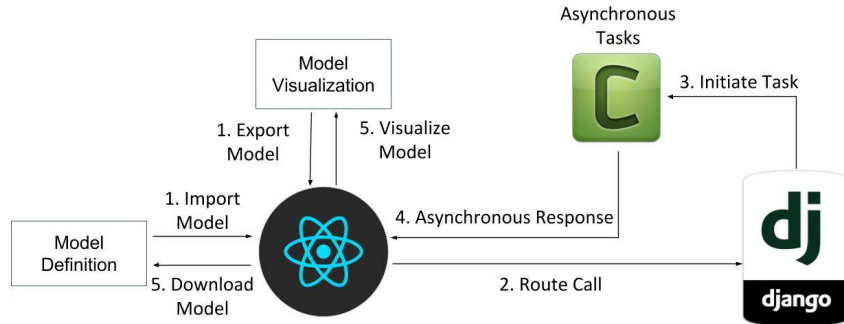 Asynchronous
Tasks
Model
Visualization
C
3. Initiate Task
1. Export
Model
5. Visualize
Model
1. Import
Model
4. Asynchronous Response
dj
Model
Definition
5. Download
Model
2. Route Call
django